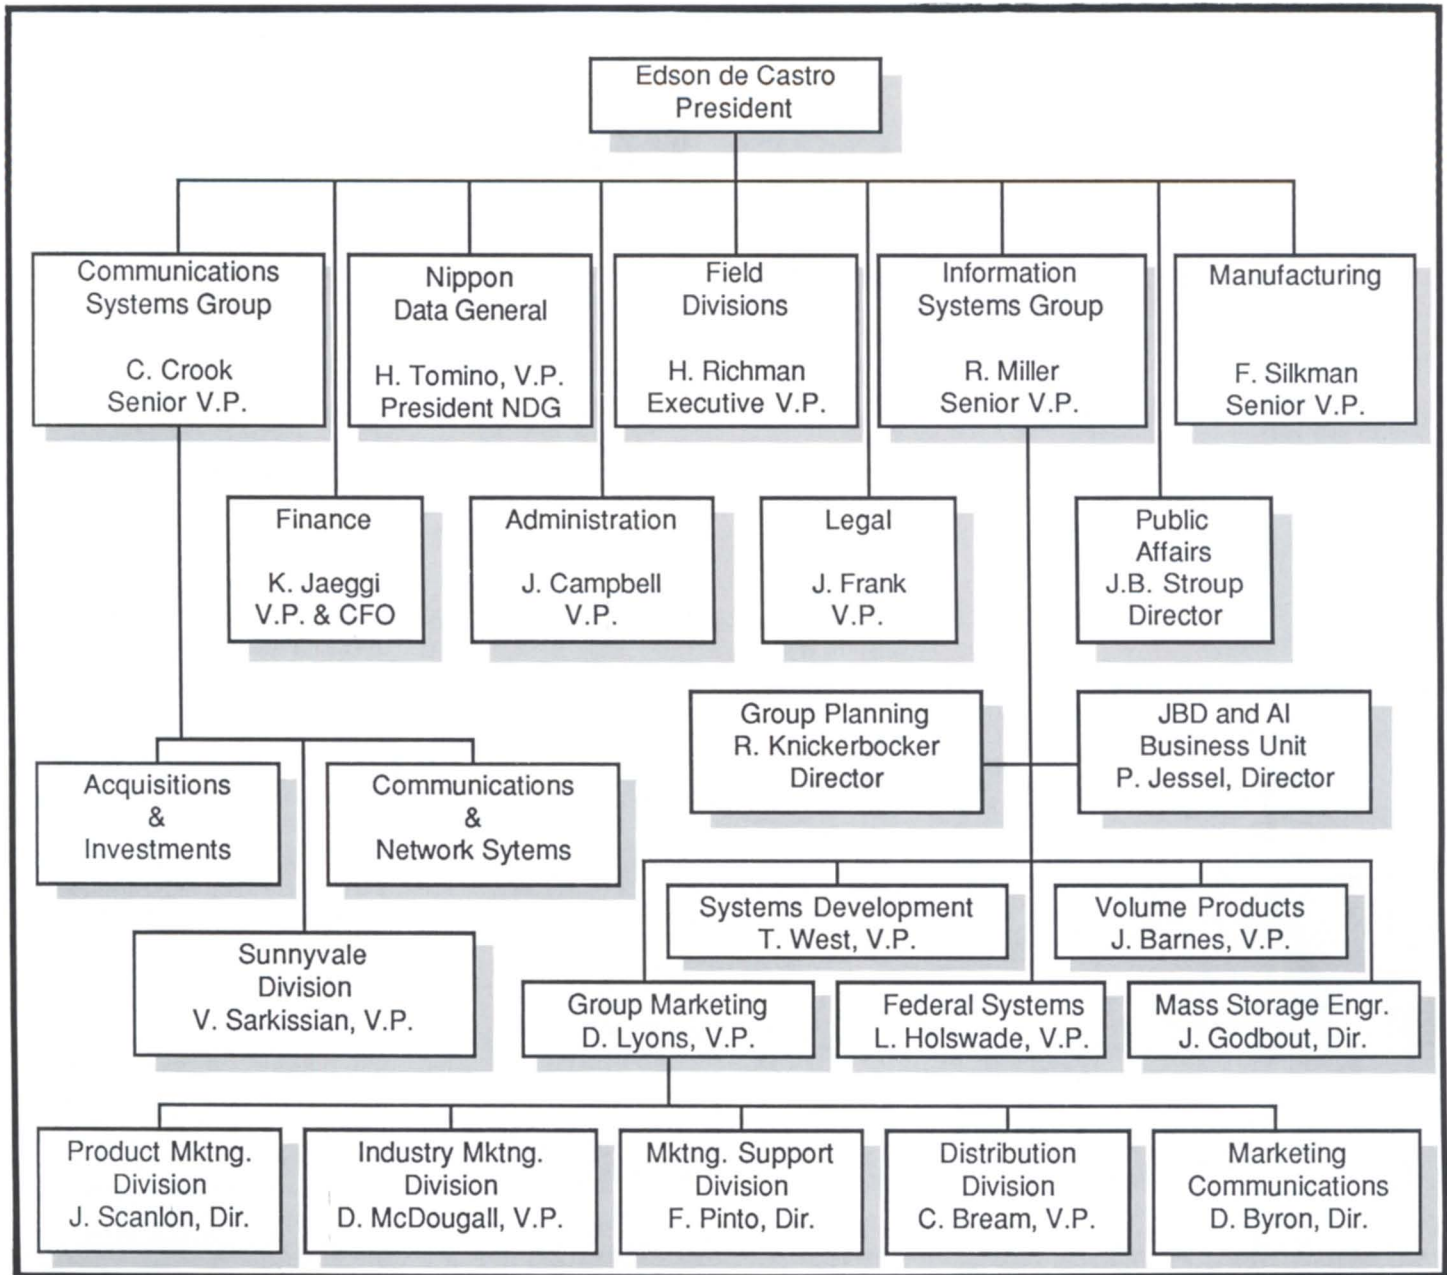 Edson de Castro
President
Communications
Systems Group
C. Crook
Senior V.P.
Nippon
Data General
H. Tomino, V.P.
President NDG
Field
Divisions
H. Richman
Executive V.P.
Information
Systems Group
R. Miller
Senior V.P.
Manufacturing
F. Silkman
Senior V.P.
Finance
K. Jaeggi
V.P. & CFO
Administration
J. Campbell
V.P.
Legal
J. Frank
V.P.
Public
Affairs
J.B. Stroup
Director
Group Planning
R. Knickerbocker
Director
JBD and AI
Business Unit
P. Jessel, Director
Acquisitions
&
Investments
Communications
&
Network Sytems
Systems Development
T. West, V.P.
Volume Products
J. Barnes, V.P.
Sunnyvale
Division
V. Sarkissian, V.P.
Group Marketing
D. Lyons, V.P.
Federal Systems
L. Holswade, V.P.
Mass Storage Engr.
J. Godbout, Dir.
Product Mktng.
Division
J. Scanlon, Dir.
Industry Mktng.
Division
D. McDougall, V.P.
Mktng. Support
Division
F. Pinto, Dir.
Distribution
Division
C. Bream, V.P.
Marketing
Communications
D. Byron, Dir.